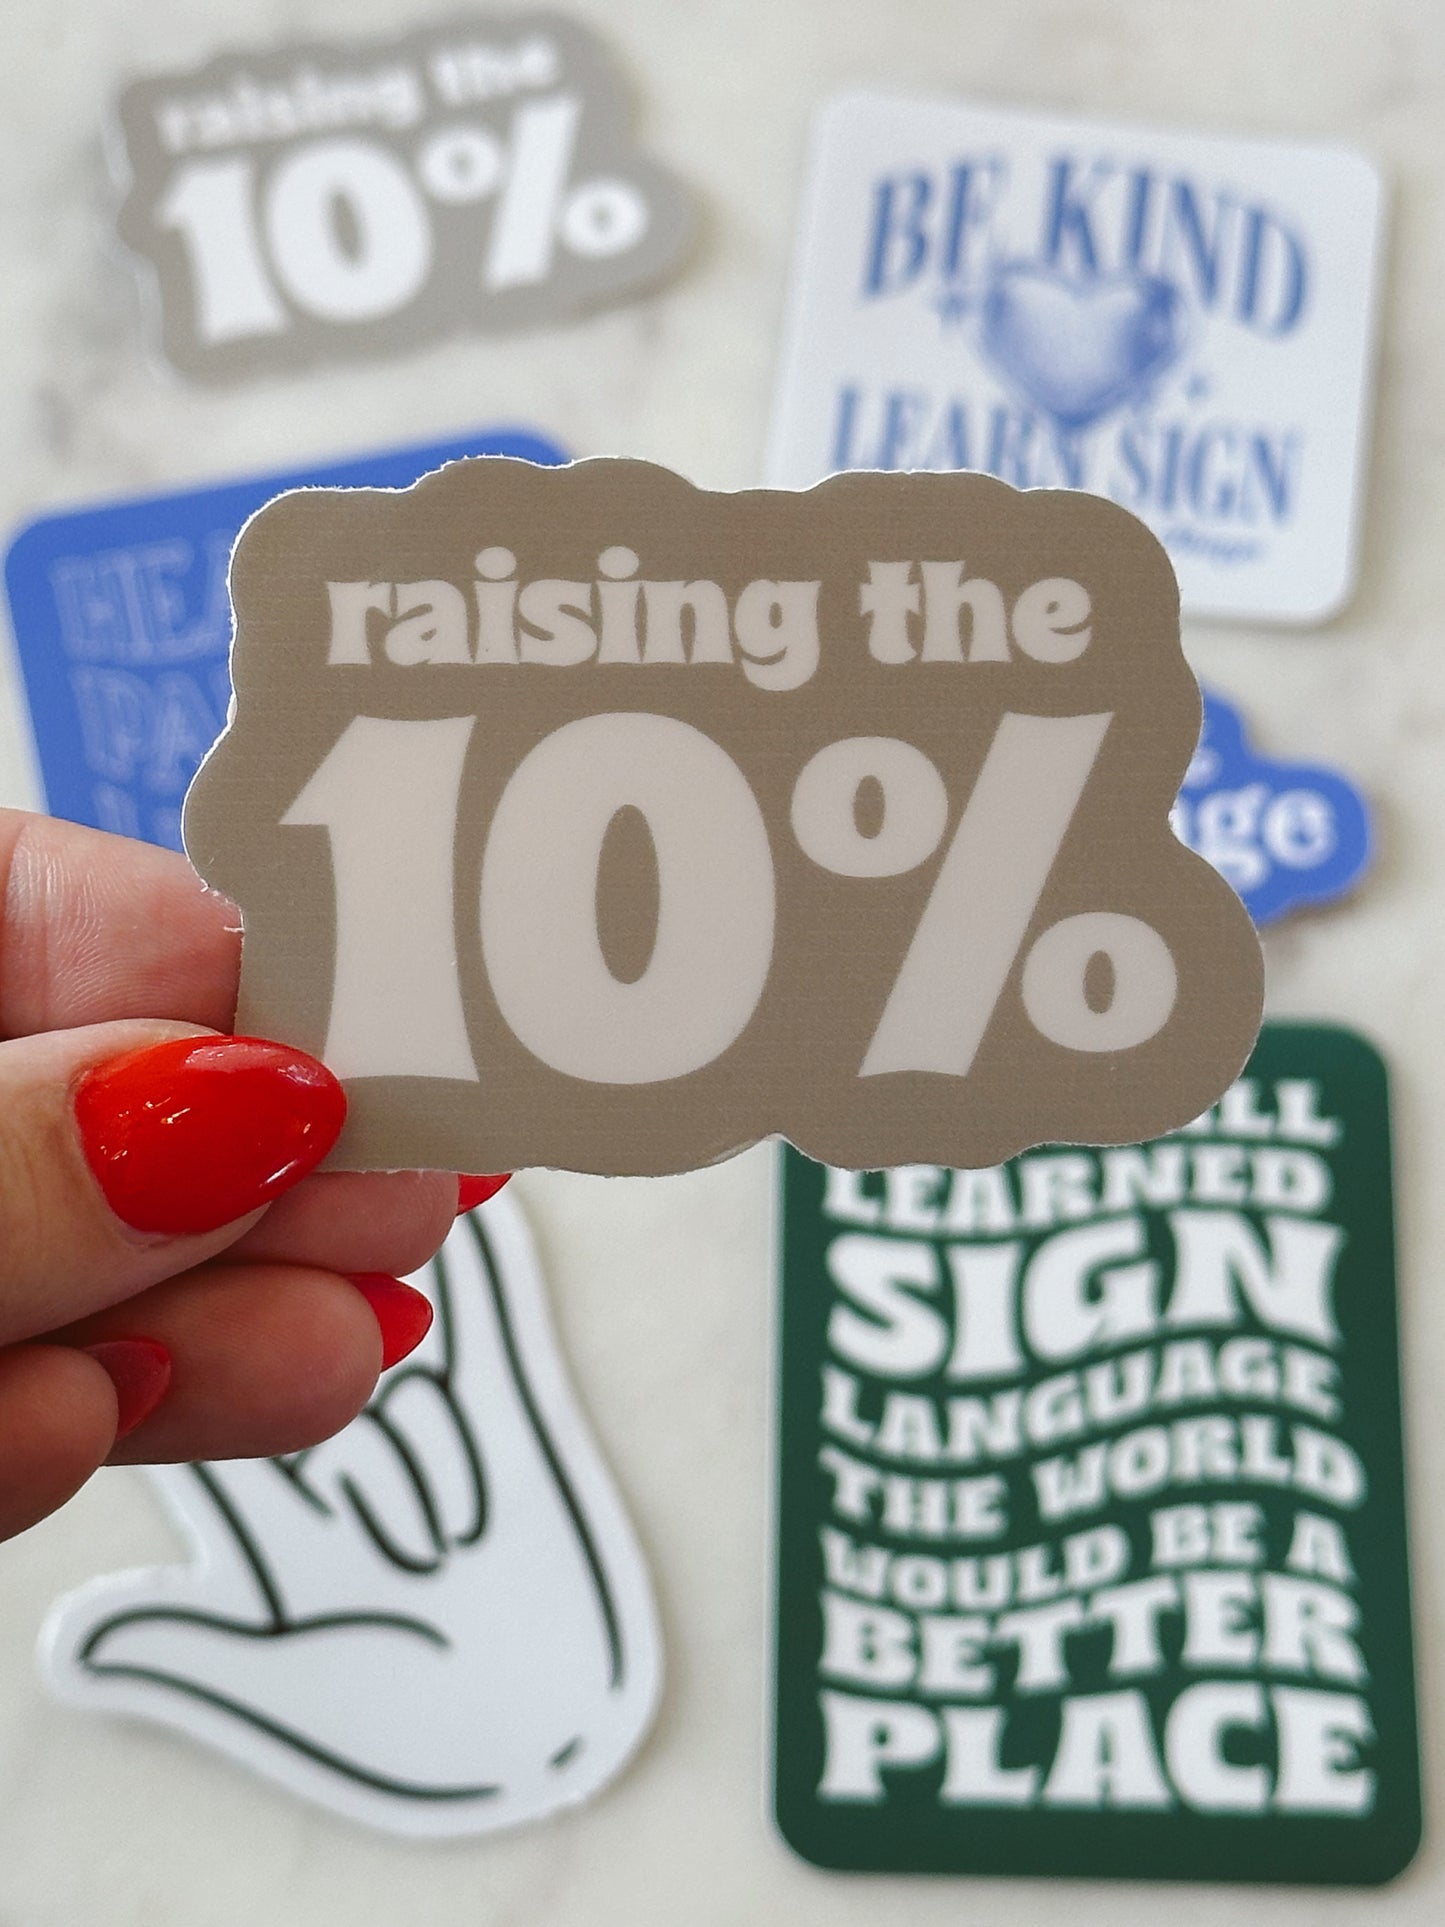 raising the
10%
BE KIND
LEARN SIGN
raising the
10%
LEARNED
SIGN
LANGUAGE
THE WORLD
WOULD BE A
BETTER
PLACE